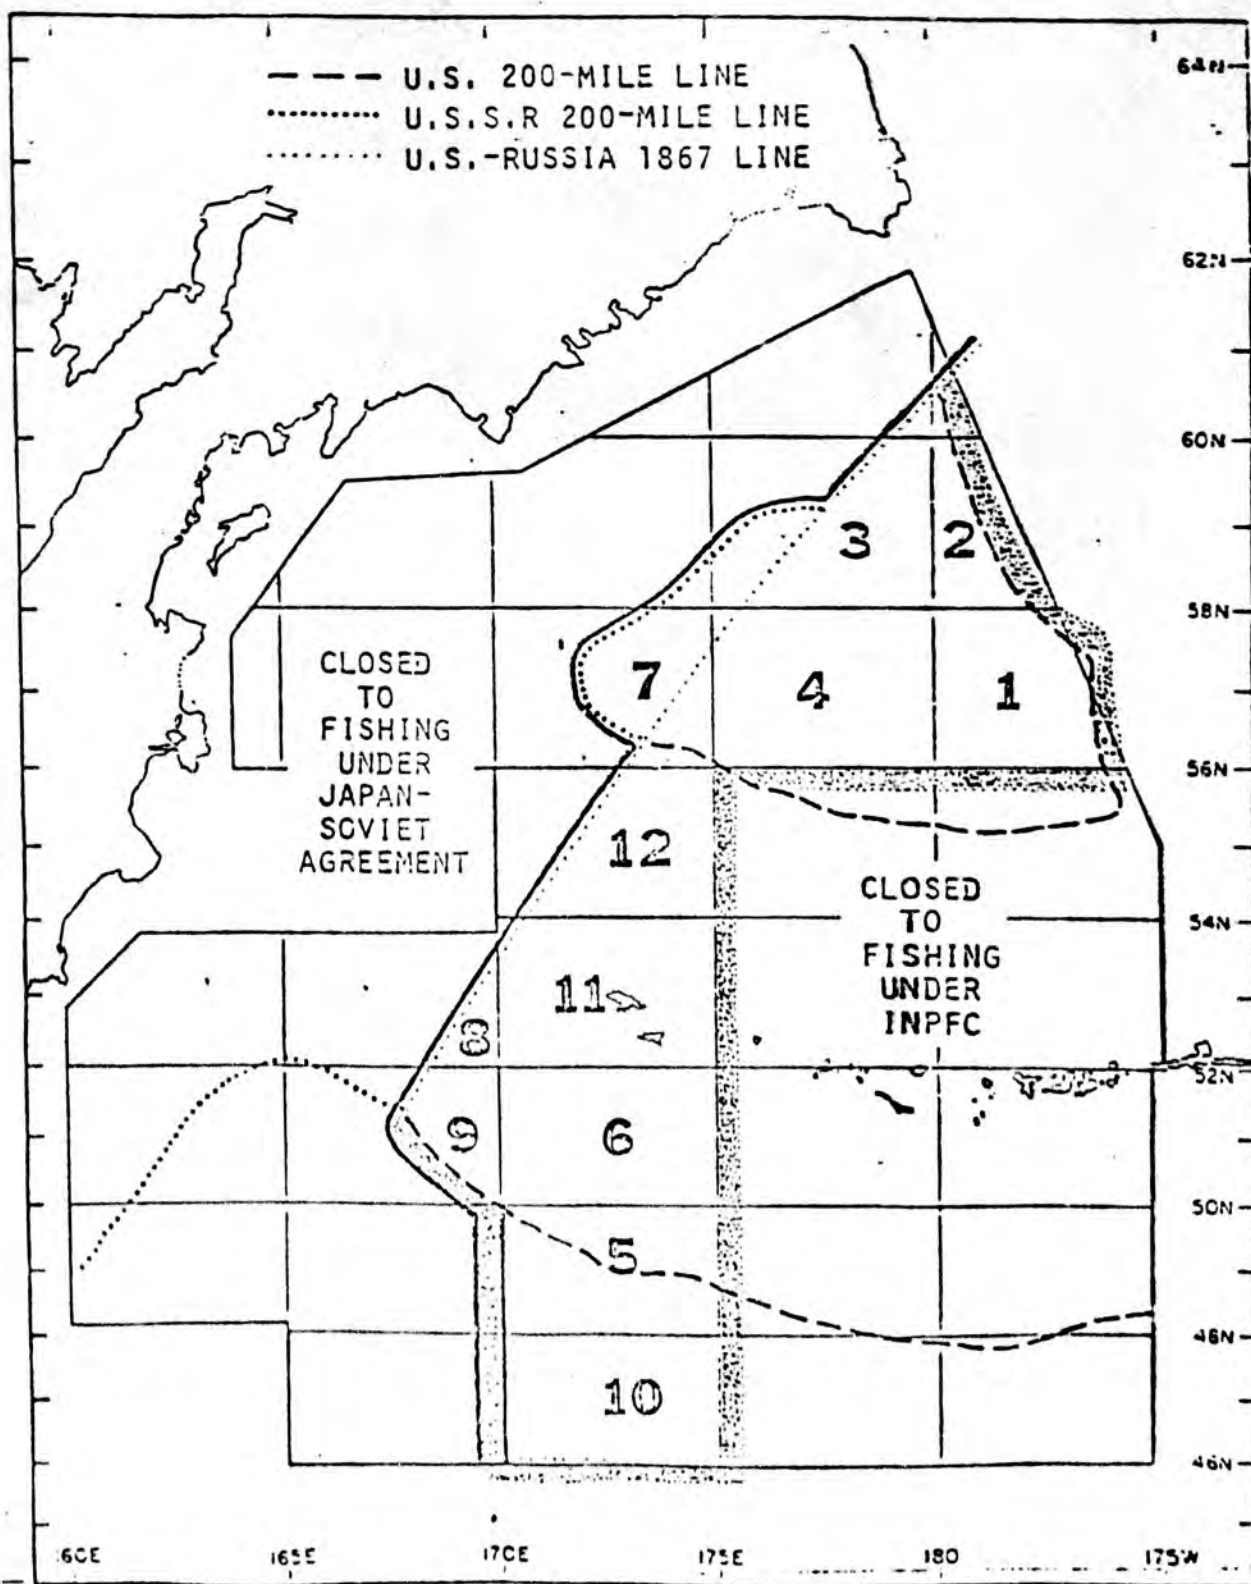 U.S. 200-MILE LINE
U.S.S.R 200-MILE LINE
U.S.-RUSSIA 1867 LINE
64N
62N
60N
58N
56N
54N
52N
50N
48N
46N
3
2
7
4
1
CLOSED
TO
FISHING
UNDER
JAPAN-
SOVIET
AGREEMENT
12
CLOSED
TO
FISHING
UNDER
INPFC
11
8
9
6
5
10
160E
165E
170E
175E
180
175W